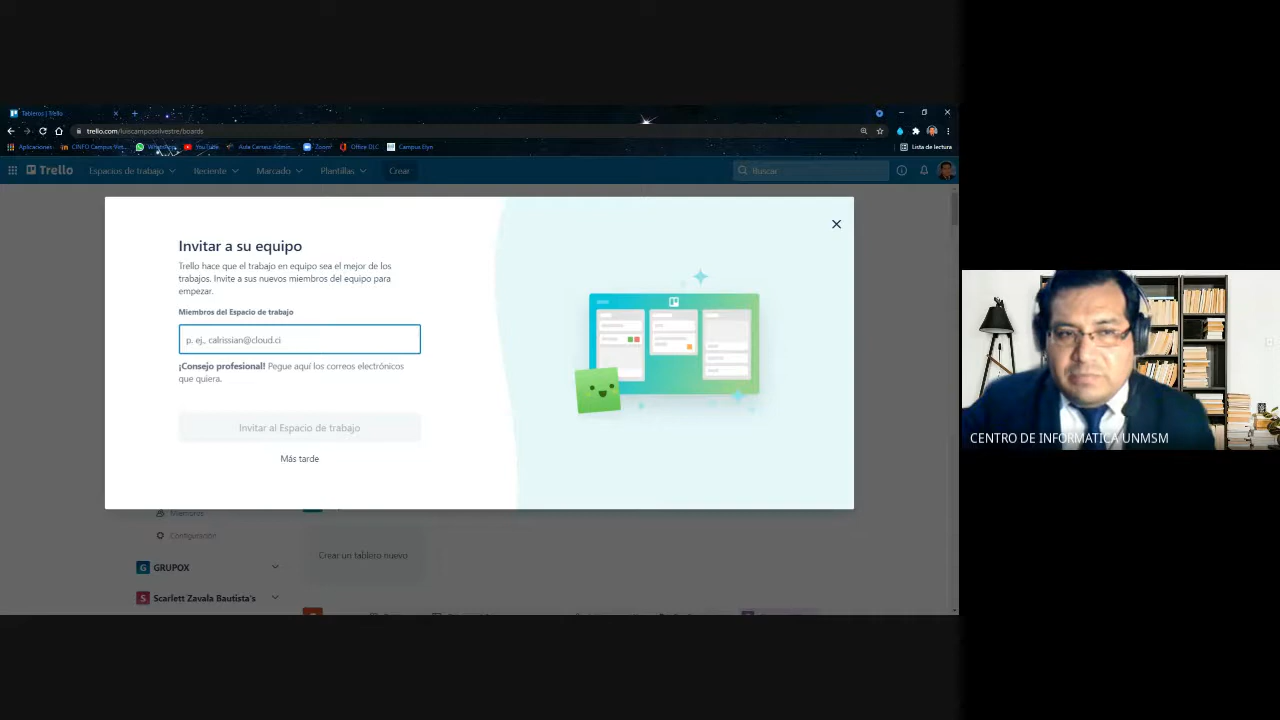 Tableros | Trello
trello.com/luiscampossilvestre/boards
Aplicaciones
CINFO Campus Virt...
WhatsApp
YouTube
Aula Cersesc Admin...
Zoom
Office DLC
Campus Elyn
Lista de lectura
Trello
Espacios de trabajo
Reciente
Marcado
Plantillas
Crear
Buscar
Invitar a su equipo
Trello hace que el trabajo en equipo sea el mejor de los
trabajos. Invite a sus nuevos miembros del equipo para
empezar.
Miembros del Espacio de trabajo
p. ej., calrissian@cloud.ci
¡Consejo profesional! Pegue aquí los correos electrónicos
que quiera.
Invitar al Espacio de trabajo
Más tarde
Miembros
Configuración
Crear un tablero nuevo
G GRUPOX
S Scarlett Zavala Bautista's
CENTRO DE INFORMATICA UNMSM